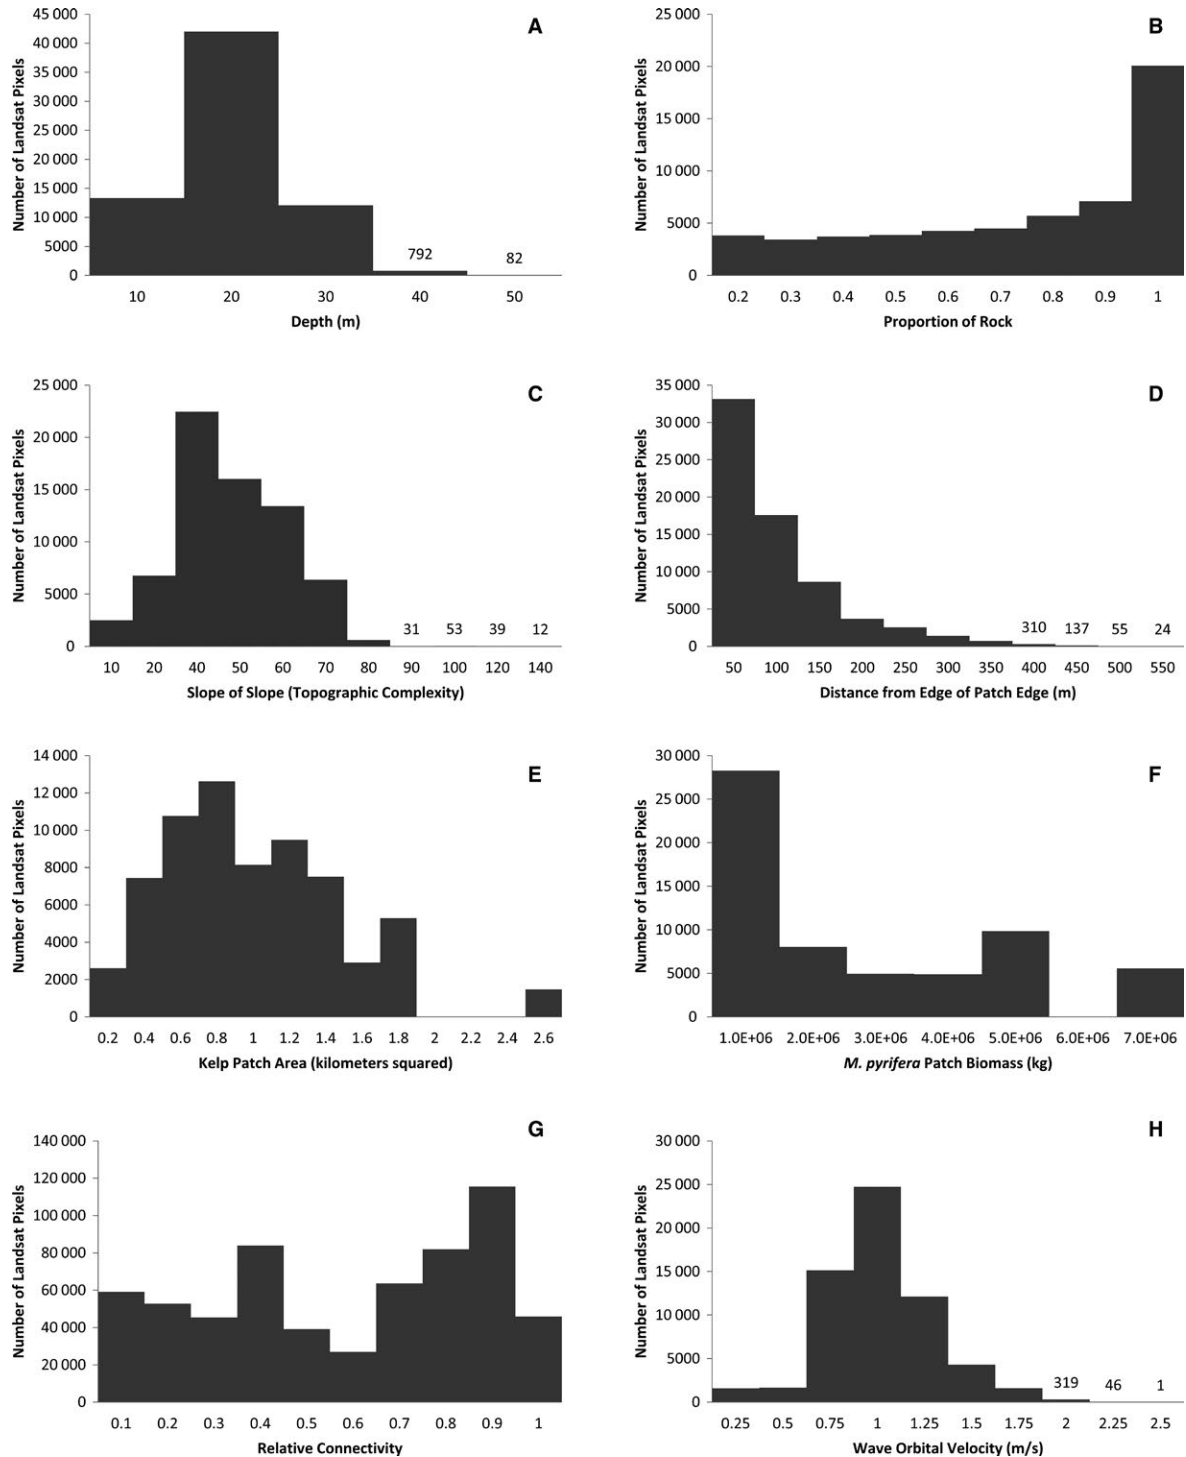 A
Number of Landsat Pixels
45 000
40 000
35 000
30 000
25 000
20 000
15 000
10 000
5000
0
792
82
10 20 30 40 50
Depth (m)
B
Number of Landsat Pixels
25 000
20 000
15 000
10 000
5000
0
0.2 0.3 0.4 0.5 0.6 0.7 0.8 0.9 1
Proportion of Rock
C
Number of Landsat Pixels
25 000
20 000
15 000
10 000
5000
0
31 53 39 12
10 20 40 50 60 70 80 90 100 120 140
Slope of Slope (Topographic Complexity)
D
Number of Landsat Pixels
35 000
30 000
25 000
20 000
15 000
10 000
5000
0
310 137 55 24
50 100 150 200 250 300 350 400 450 500 550
Distance from Edge of Patch Edge (m)
E
Number of Landsat Pixels
14 000
12 000
10 000
8000
6000
4000
2000
0
0.2 0.4 0.6 0.8 1 1.2 1.4 1.6 1.8 2 2.2 2.4 2.6
Kelp Patch Area (kilometers squared)
F
Number of Landsat Pixels
30 000
25 000
20 000
15 000
10 000
5000
0
1.0E+06 2.0E+06 3.0E+06 4.0E+06 5.0E+06 6.0E+06 7.0E+06
M. pyrifera Patch Biomass (kg)
G
Number of Landsat Pixels
140 000
120 000
100 000
80 000
60 000
40 000
20 000
0
0.1 0.2 0.3 0.4 0.5 0.6 0.7 0.8 0.9 1
Relative Connectivity
H
Number of Landsat Pixels
30 000
25 000
20 000
15 000
10 000
5000
0
319 46 1
0.25 0.5 0.75 1 1.25 1.5 1.75 2 2.25 2.5
Wave Orbital Velocity (m/s)